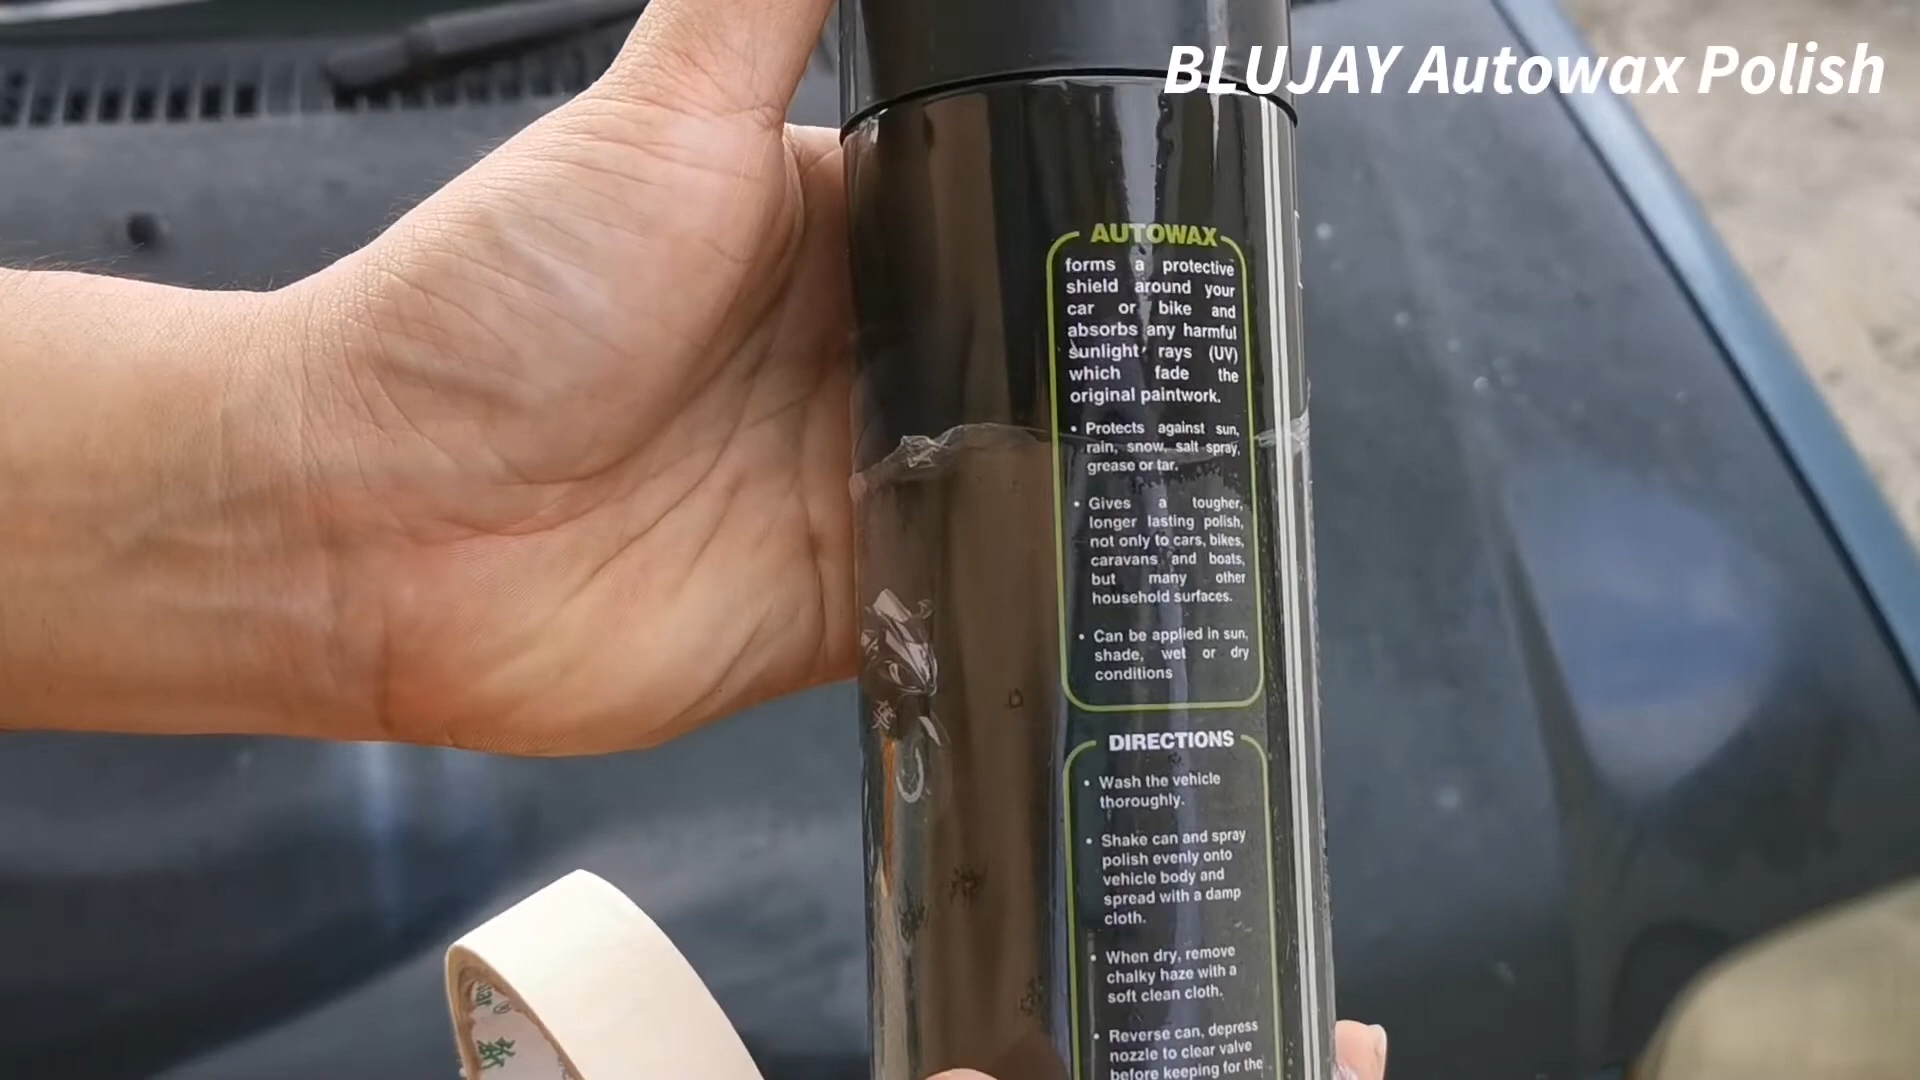 BLUJAY Autowax Polish
AUTOWAX
forms a protective
shield around your
car or bike and
absorbs any harmful
sunlight rays (UV)
which fade the
original paintwork.
• Protects against sun,
rain, snow, salt spray,
grease or tar.
• Gives a tougher,
longer lasting polish,
not only to cars, bikes,
caravans and boats,
but many other
household surfaces.
• Can be applied in sun,
shade, wet or dry
conditions
DIRECTIONS
• Wash the vehicle
thoroughly.
• Shake can and spray
polish evenly onto
vehicle body and
spread with a damp
cloth.
• When dry, remove
chalky haze with a
soft clean cloth.
• Reverse can, depress
nozzle to clear valve
before keeping for the